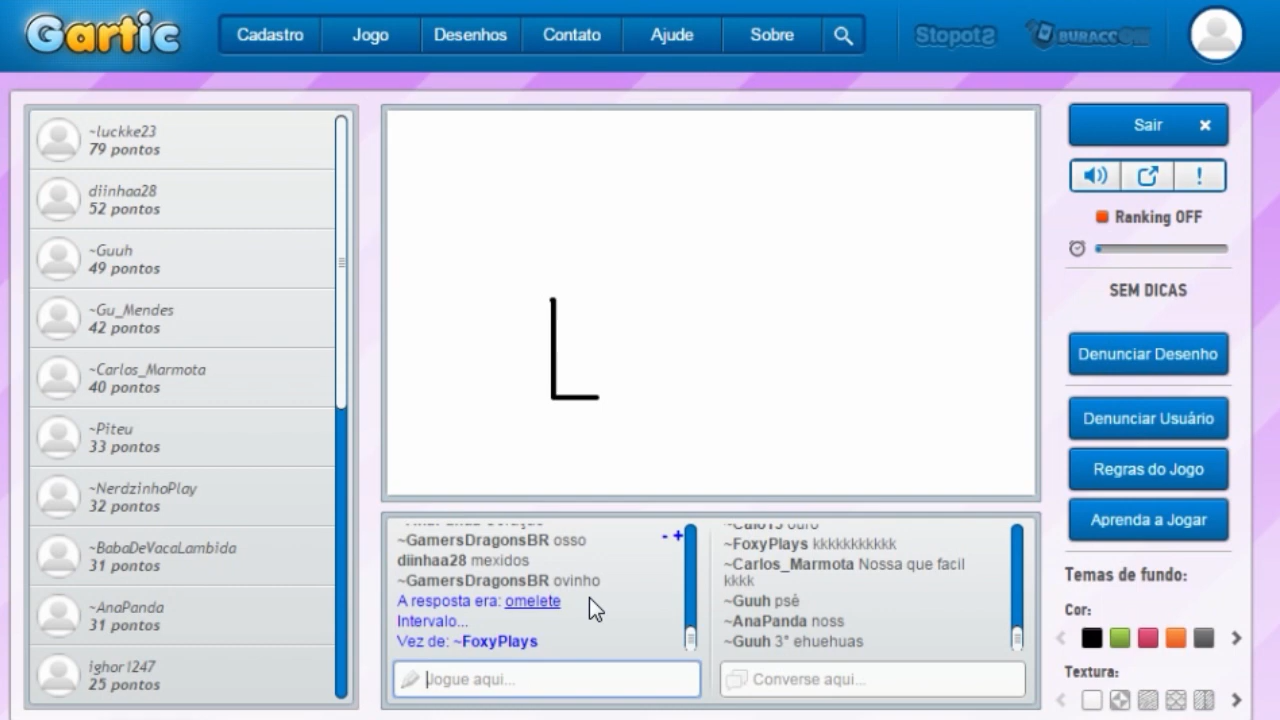 Gartic
Cadastro Jogo Desenhos Contato Ajude Sobre
StopotS
BURACO
~luckke23
79 pontos
diinhaa28
52 pontos
~Guuh
49 pontos
~Gu_Mendes
42 pontos
~Carlos_Marmota
40 pontos
~Piteu
33 pontos
~NerdzinhoPlay
32 pontos
~BabaDeVacaLambida
31 pontos
~AnaPanda
31 pontos
ighor1247
25 pontos
~GamersDragonsBR osso
diinhaa28 mexidos
~GamersDragonsBR ovinho
A resposta era: omelete
Intervalo...
Vez de: ~FoxyPlays
- +
Jogue aqui...
~Caio15 ouro
~FoxyPlays kkkkkkkkkkk
~Carlos_Marmota Nossa que facil
kkkk
~Guuh psé
~AnaPanda noss
~Guuh 3° ehuehuas
Converse aqui...
Sair ×
!
Ranking OFF
SEM DICAS
Denunciar Desenho
Denunciar Usuário
Regras do Jogo
Aprenda a Jogar
Temas de fundo:
Cor:
Textura: